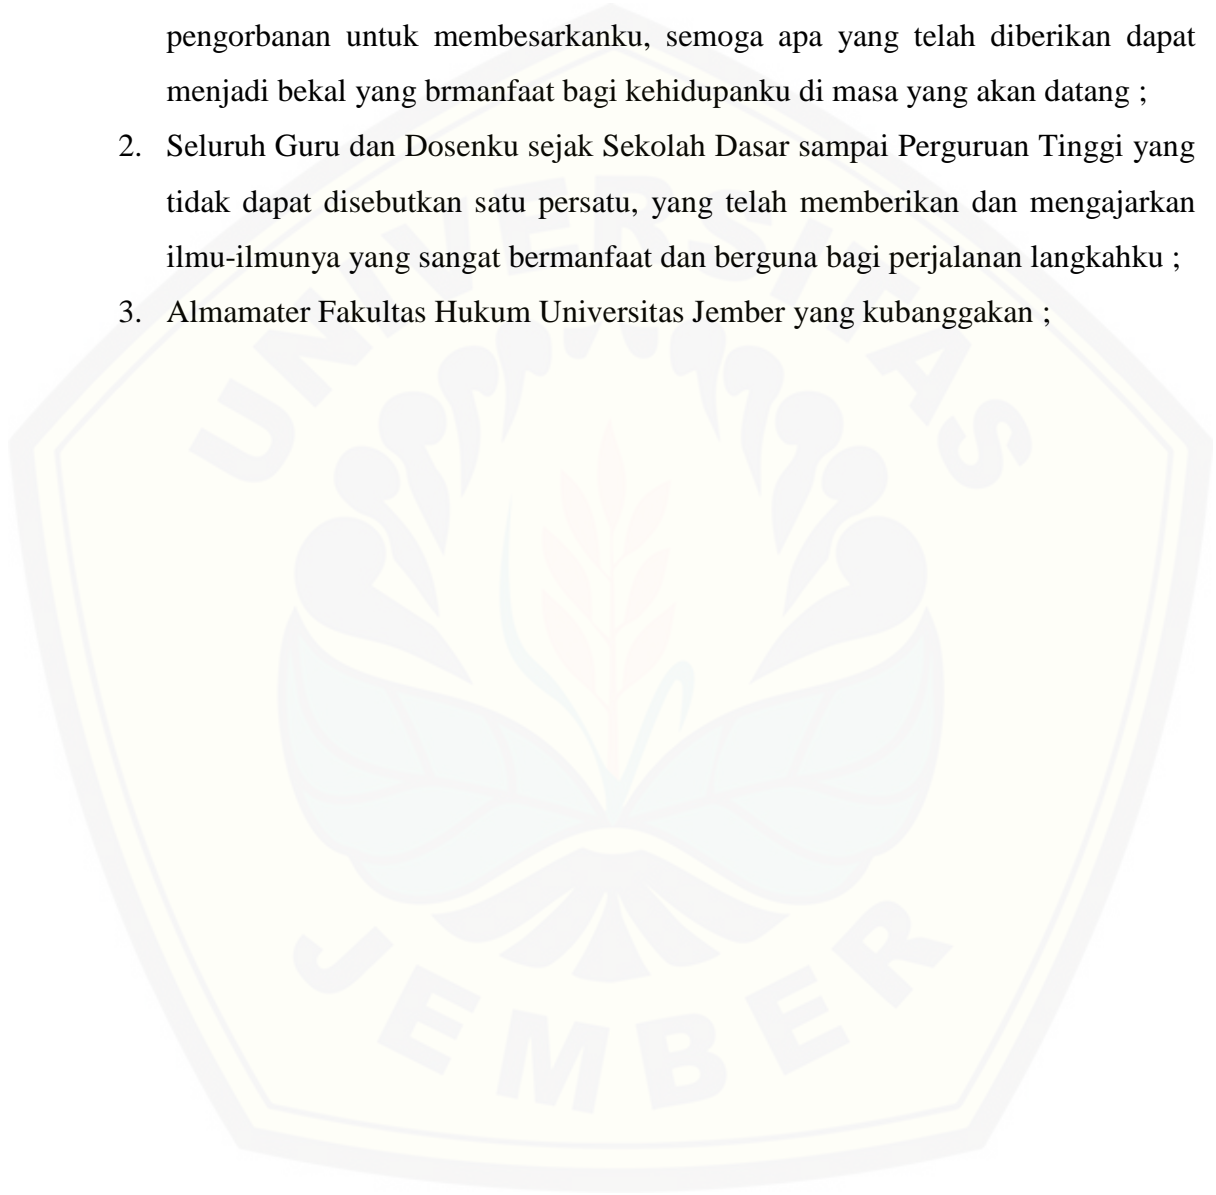 pengorbanan untuk membesarkanku, semoga apa yang telah diberikan dapat
menjadi bekal yang brmanfaat bagi kehidupanku di masa yang akan datang ;
2. Seluruh Guru dan Dosenku sejak Sekolah Dasar sampai Perguruan Tinggi yang
tidak dapat disebutkan satu persatu, yang telah memberikan dan mengajarkan
ilmu-ilmunya yang sangat bermanfaat dan berguna bagi perjalanan langkahku ;
3. Almamater Fakultas Hukum Universitas Jember yang kubanggakan ;
UNIVERSITAS
JEMBER